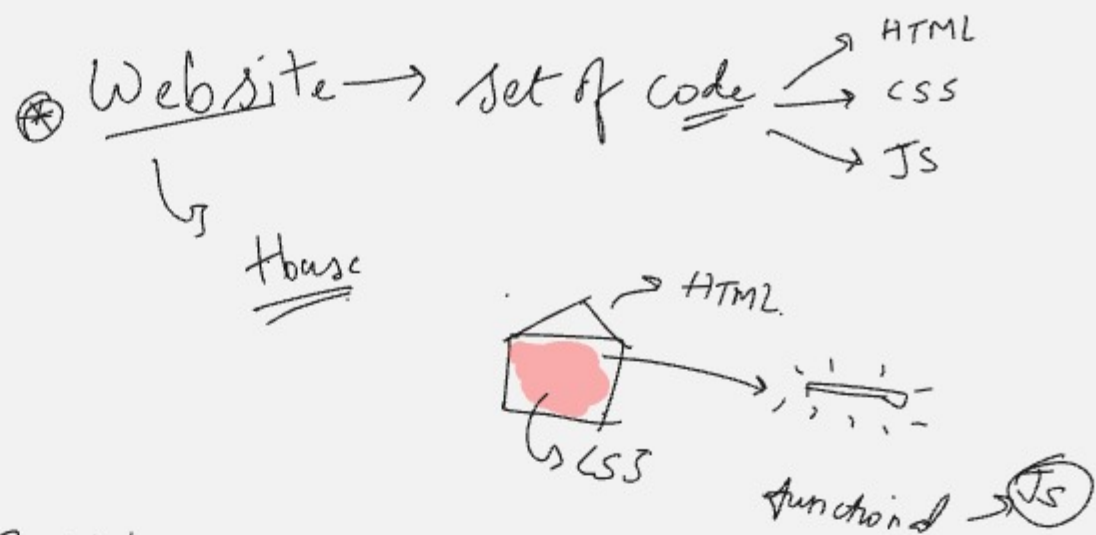 * Website → set of code → HTML
→ CSS
→ JS
House
→ HTML
CSS
functional → JS